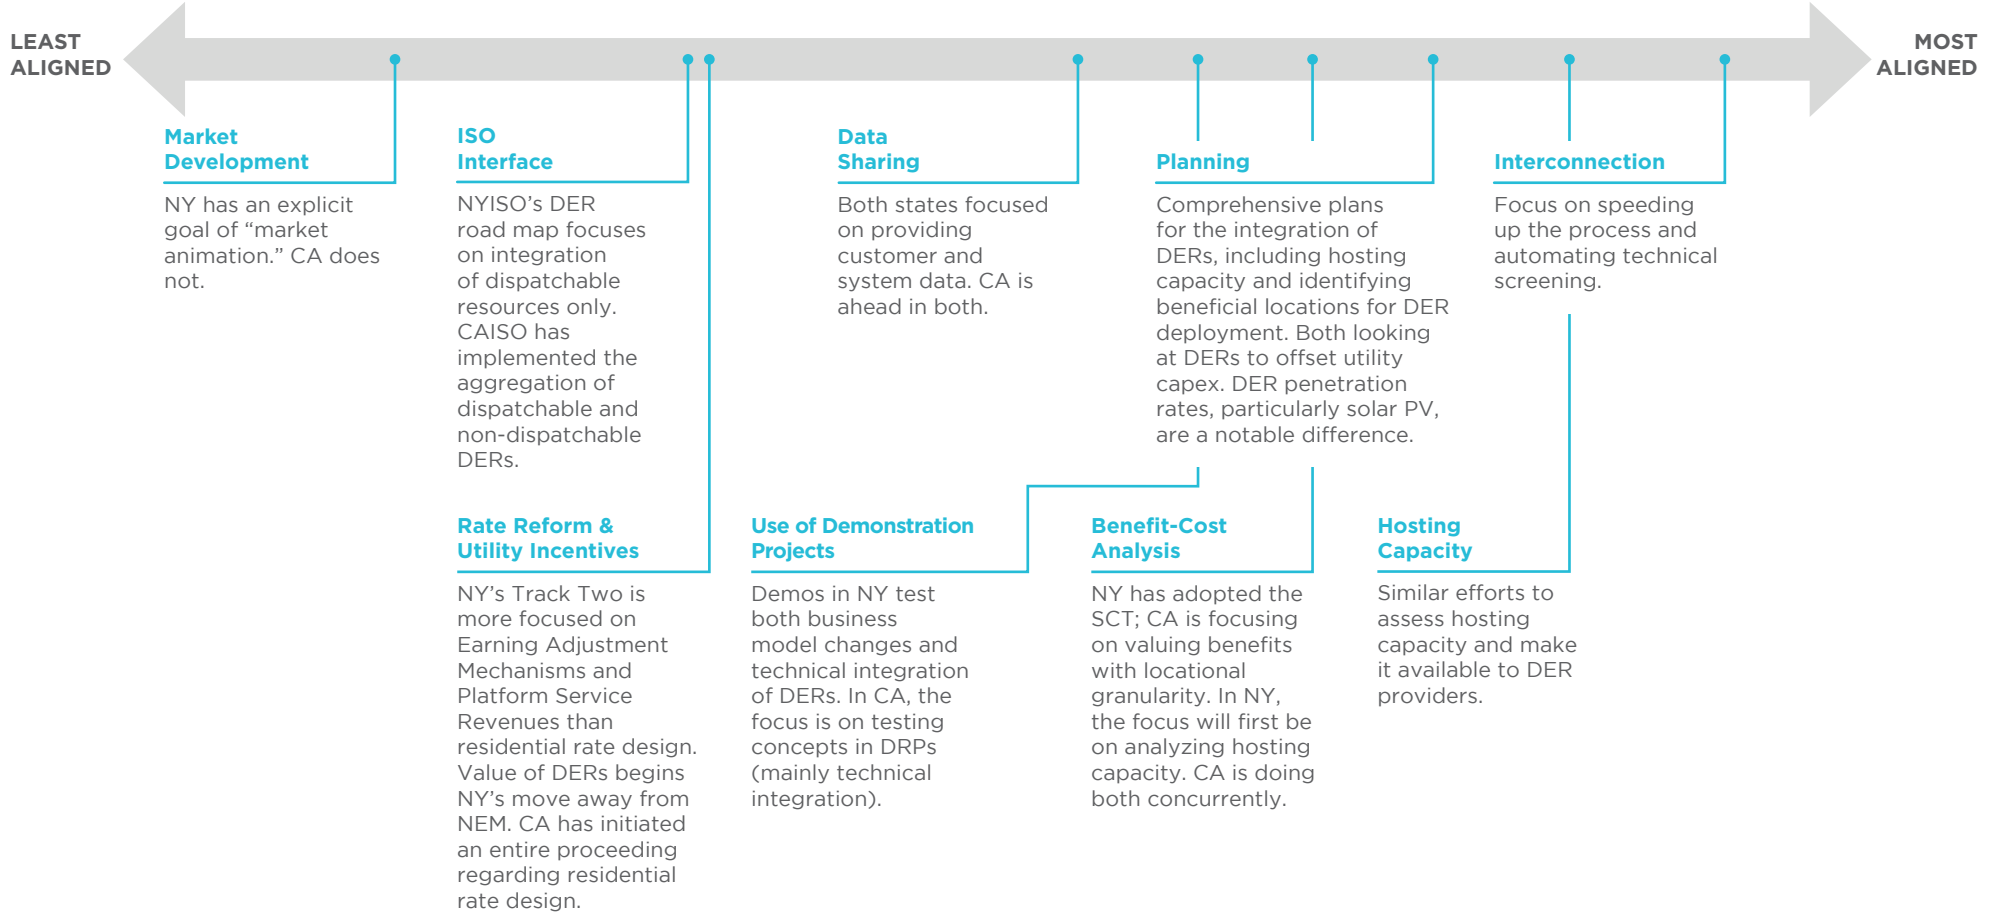 LEAST
ALIGNED
MOST
ALIGNED
Market
Development
NY has an explicit
goal of “market
animation.” CA does
not.
ISO
Interface
NYISO’s DER
road map focuses
on integration
of dispatchable
resources only.
CAISO has
implemented the
aggregation of
dispatchable and
non-dispatchable
DERs.
Data
Sharing
Both states focused
on providing
customer and
system data. CA is
ahead in both.
Planning
Comprehensive plans
for the integration of
DERs, including hosting
capacity and identifying
beneficial locations for DER
deployment. Both looking
at DERs to offset utility
capex. DER penetration
rates, particularly solar PV,
are a notable difference.
Interconnection
Focus on speeding
up the process and
automating technical
screening.
Rate Reform &
Utility Incentives
NY’s Track Two is
more focused on
Earning Adjustment
Mechanisms and
Platform Service
Revenues than
residential rate design.
Value of DERs begins
NY’s move away from
NEM. CA has initiated
an entire proceeding
regarding residential
rate design.
Use of Demonstration
Projects
Demos in NY test
both business
model changes and
technical integration
of DERs. In CA, the
focus is on testing
concepts in DRPs
(mainly technical
integration).
Benefit-Cost
Analysis
NY has adopted the
SCT; CA is focusing
on valuing benefits
with locational
granularity. In NY,
the focus will first be
on analyzing hosting
capacity. CA is doing
both concurrently.
Hosting
Capacity
Similar efforts to
assess hosting
capacity and make
it available to DER
providers.